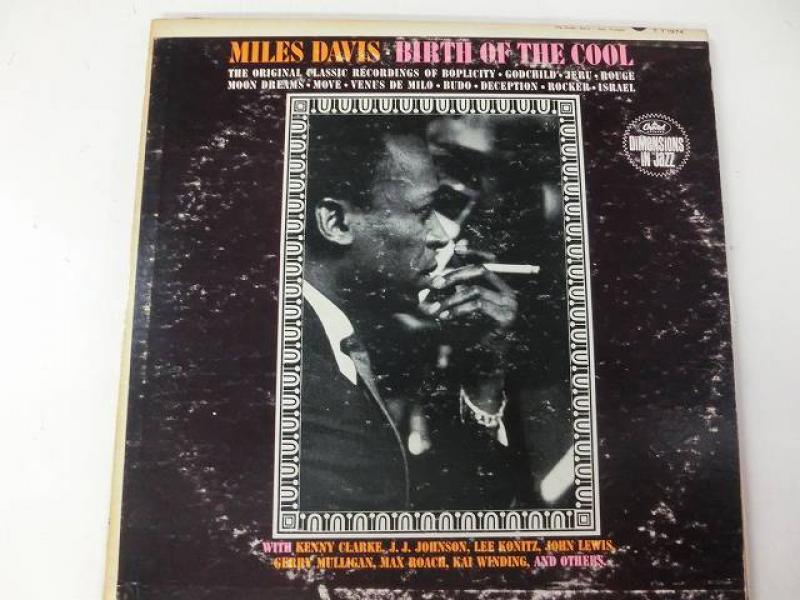 MILES DAVIS · BIRTH OF THE COOL
THE ORIGINAL CLASSIC RECORDINGS OF BOPLICITY · GODCHILD · JERU · ROUGE
MOON DREAMS · MOVE · VENUS DE MILO · BUDO · DECEPTION · ROCKER · ISRAEL
Capitol
DIMENSIONS
IN JAZZ
WITH KENNY CLARKE, J. J. JOHNSON, LEE KONITZ, JOHN LEWIS,
GERRY MULLIGAN, MAX ROACH, KAI WINDING, AND OTHERS